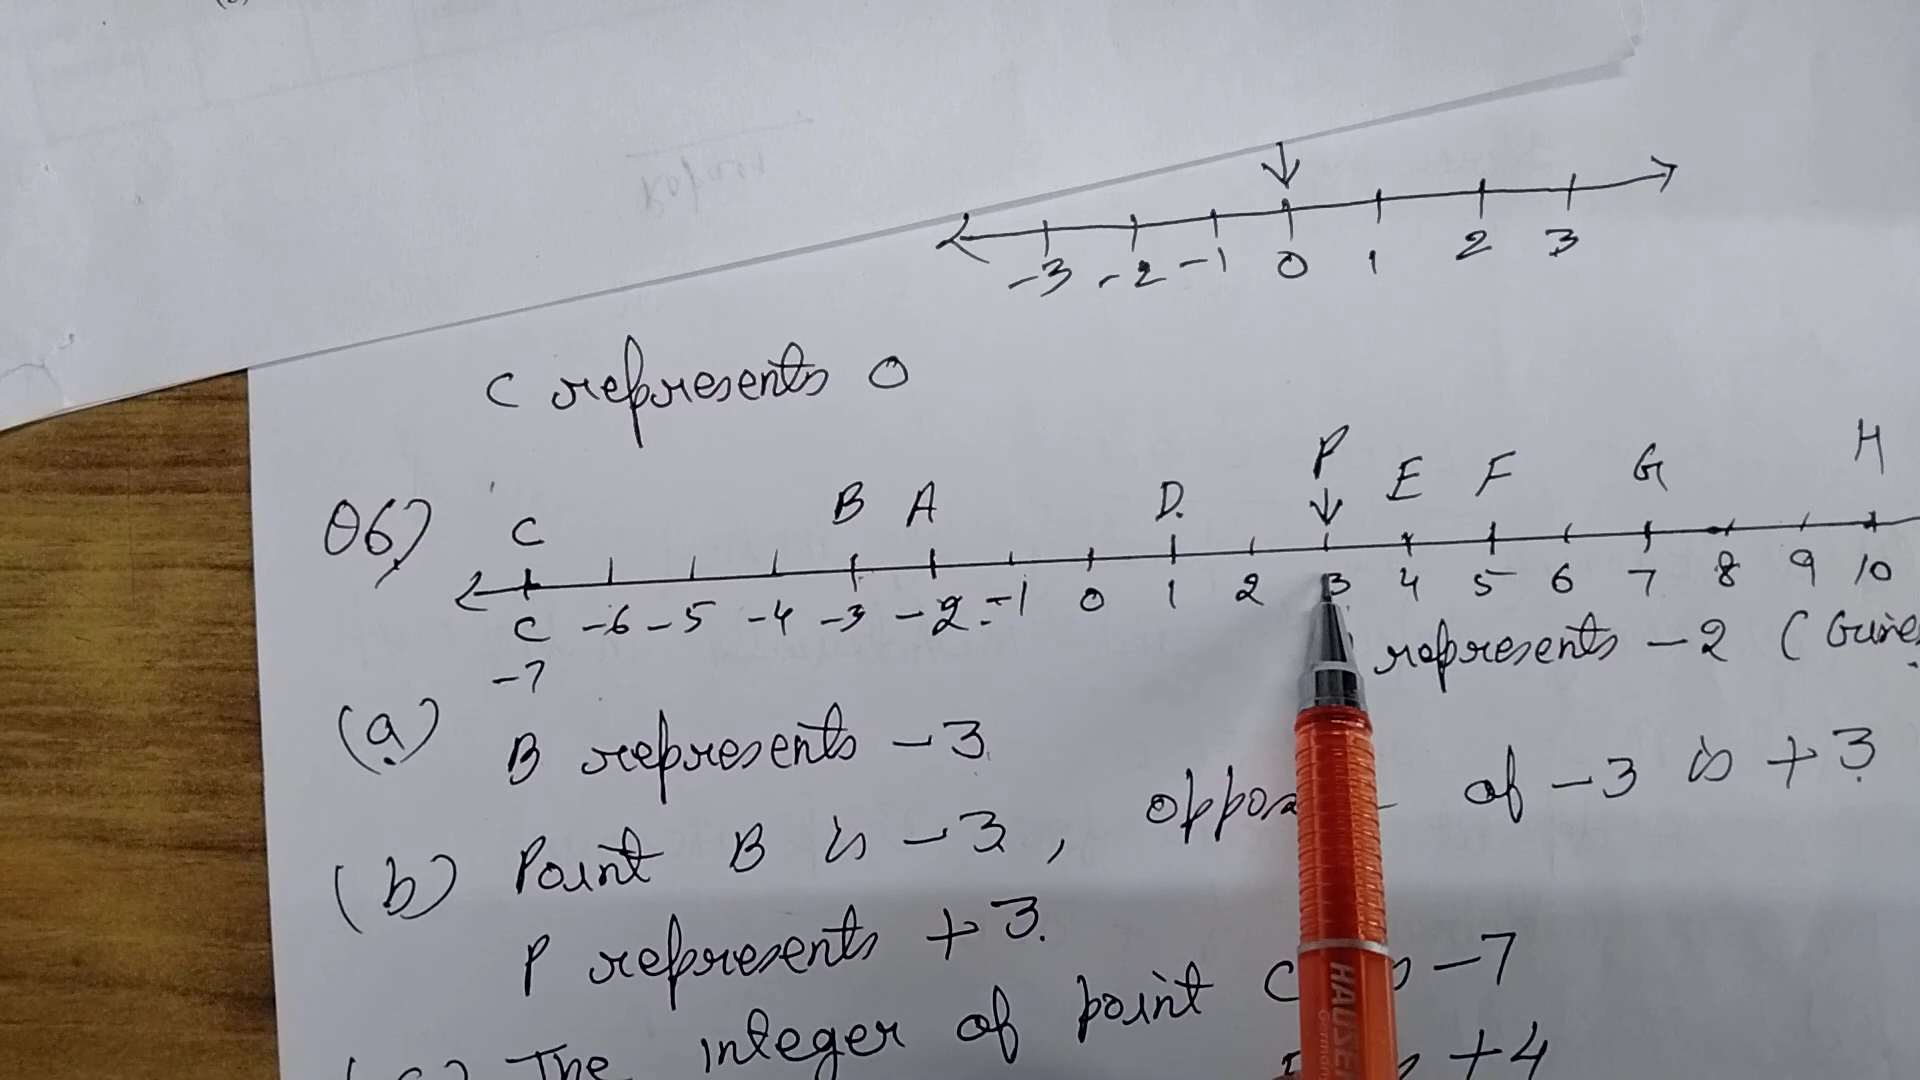 -3 -2 -1 0 1 2 3
C represents 0
Q6)
C B A D. P E F G H
C -6 -5 -4 -3 -2 -1 0 1 2 3 4 5 6 7 8 9 10
-7
represents -2
(a) B represents -3
(b) Point B is -3, of -3 is +3
P represents +3.
The integer of point C -7
+4
HAUSER